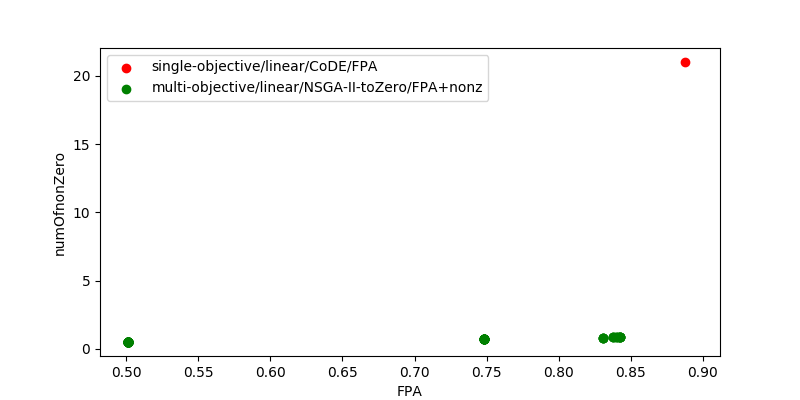 single-objective/linear/CoDE/FPA
multi-objective/linear/NSGA-II-toZero/FPA+nonz
20
15
10
5
0
numOfnonZero
0.50 0.55 0.60 0.65 0.70 0.75 0.80 0.85 0.90
FPA